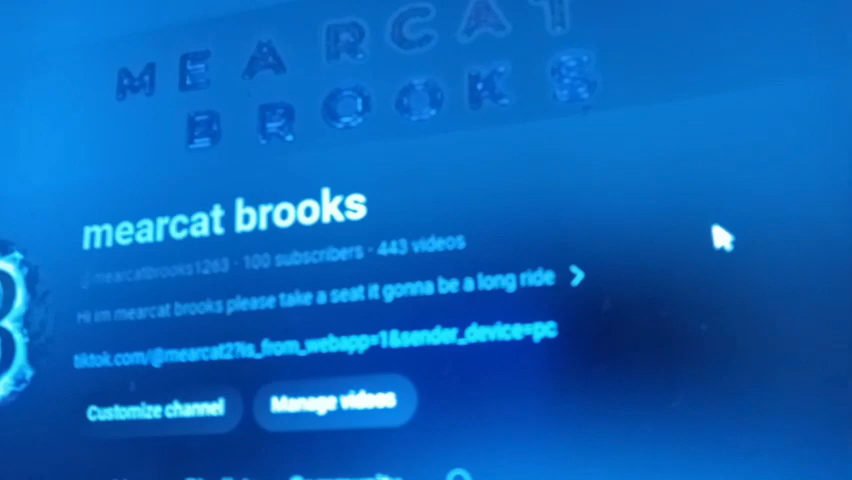 MEARCAT
BROOKS
mearcat brooks
@mearcatbrooks1263 · 100 subscribers · 443 videos
Hi im mearcat brooks please take a seat it gonna be a long ride
tiktok.com/@mearcat2?is_from_webapp=1&sender_device=pc
Customize channel
Manage videos